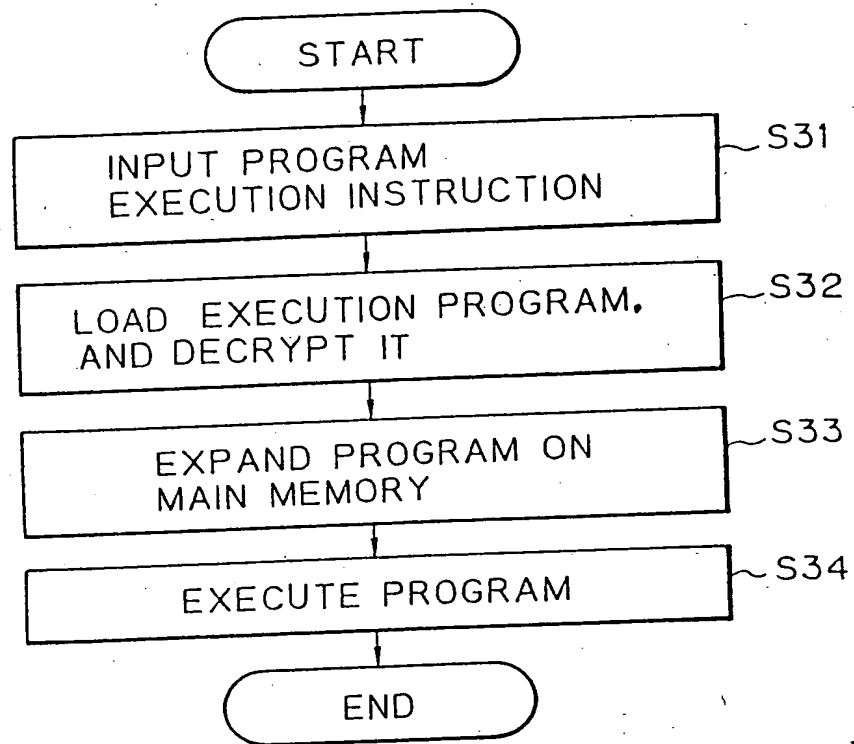 START
INPUT PROGRAM
EXECUTION INSTRUCTION
S31
LOAD EXECUTION PROGRAM.
AND DECRYPT IT
S32
EXPAND PROGRAM ON
MAIN MEMORY
S33
EXECUTE PROGRAM
S34
END